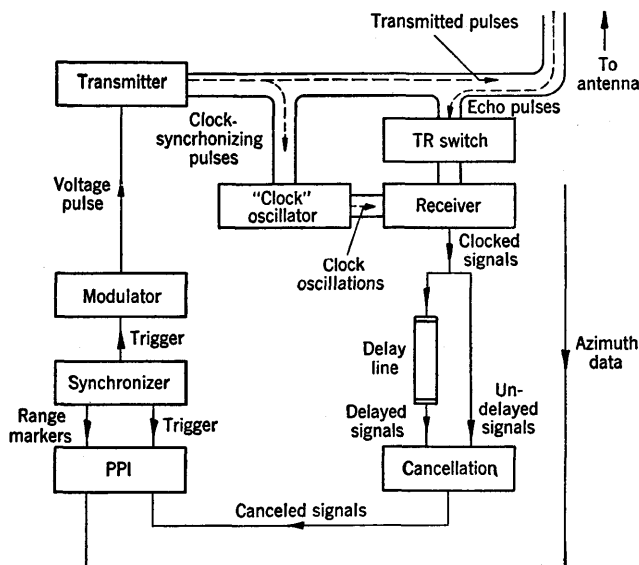 Transmitted pulses
To
antenna
Transmitter
Echo pulses
Clock-
syncrhonizing
pulses
TR switch
Voltage
pulse
"Clock"
oscillator
Receiver
Clocked
signals
Clock
oscillations
Modulator
Trigger
Delay
line
Azimuth
data
Synchronizer
Range
markers
Trigger
Delayed
signals
Un-
delayed
signals
PPI
Cancellation
Canceled signals